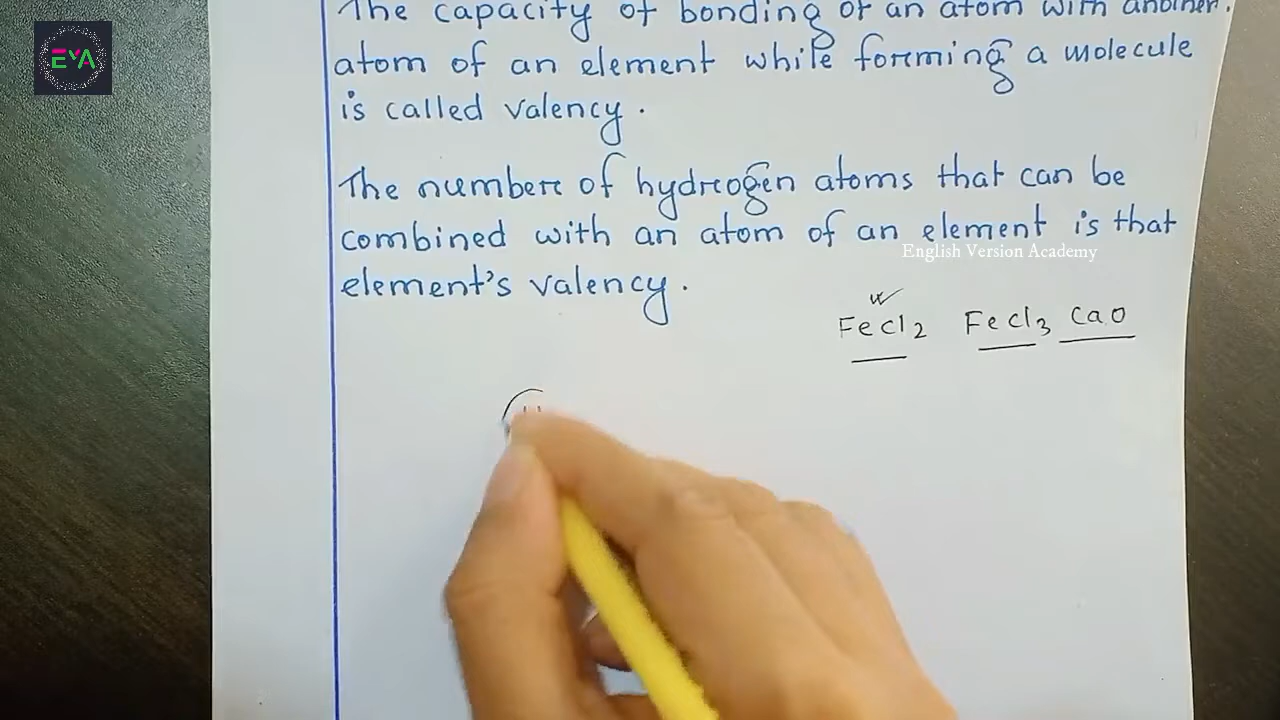 EYA
The capacity of bonding of an atom with another.
atom of an element while forming a molecule
is called valency.
The number of hydrogen atoms that can be
combined with an atom of an element is that
English Version Academy
element's valency.
FeCl2 FeCl3 CaO